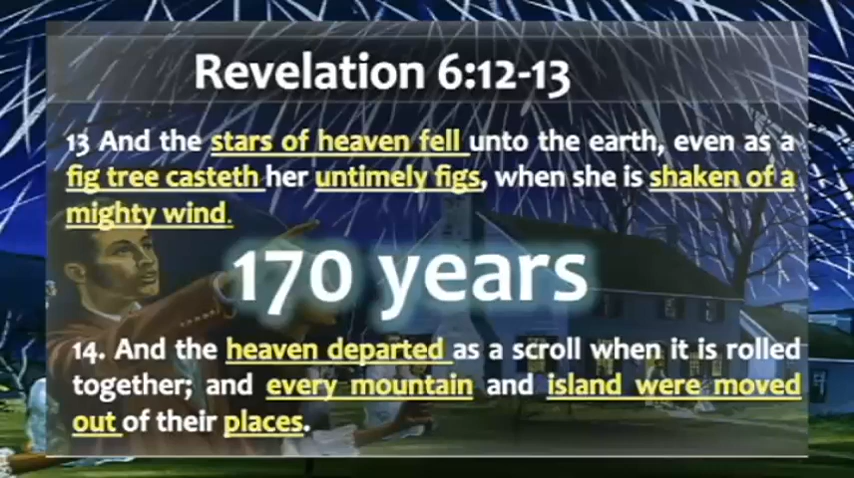 Revelation 6:12-13
13 And the stars of heaven fell unto the earth, even as a
fig tree casteth her untimely figs, when she is shaken of a
mighty wind.
170 years
14. And the heaven departed as a scroll when it is rolled
together; and every mountain and island were moved
out of their places.